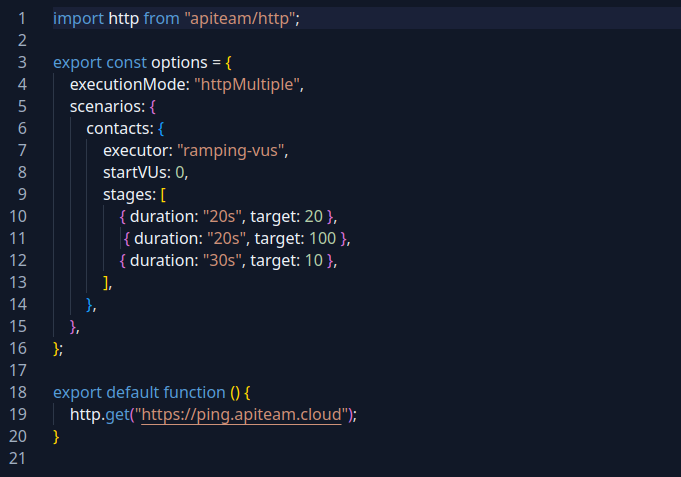 1 import http from "apiteam/http";
2
3 export const options = {
4 executionMode: "httpMultiple",
5 scenarios: {
6 contacts: {
7 executor: "ramping-vus",
8 startVUs: 0,
9 stages: [
10 { duration: "20s", target: 20 },
11 { duration: "20s", target: 100 },
12 { duration: "30s", target: 10 },
13 ],
14 },
15 },
16 };
17
18 export default function () {
19 http.get("https://ping.apiteam.cloud");
20 }
21